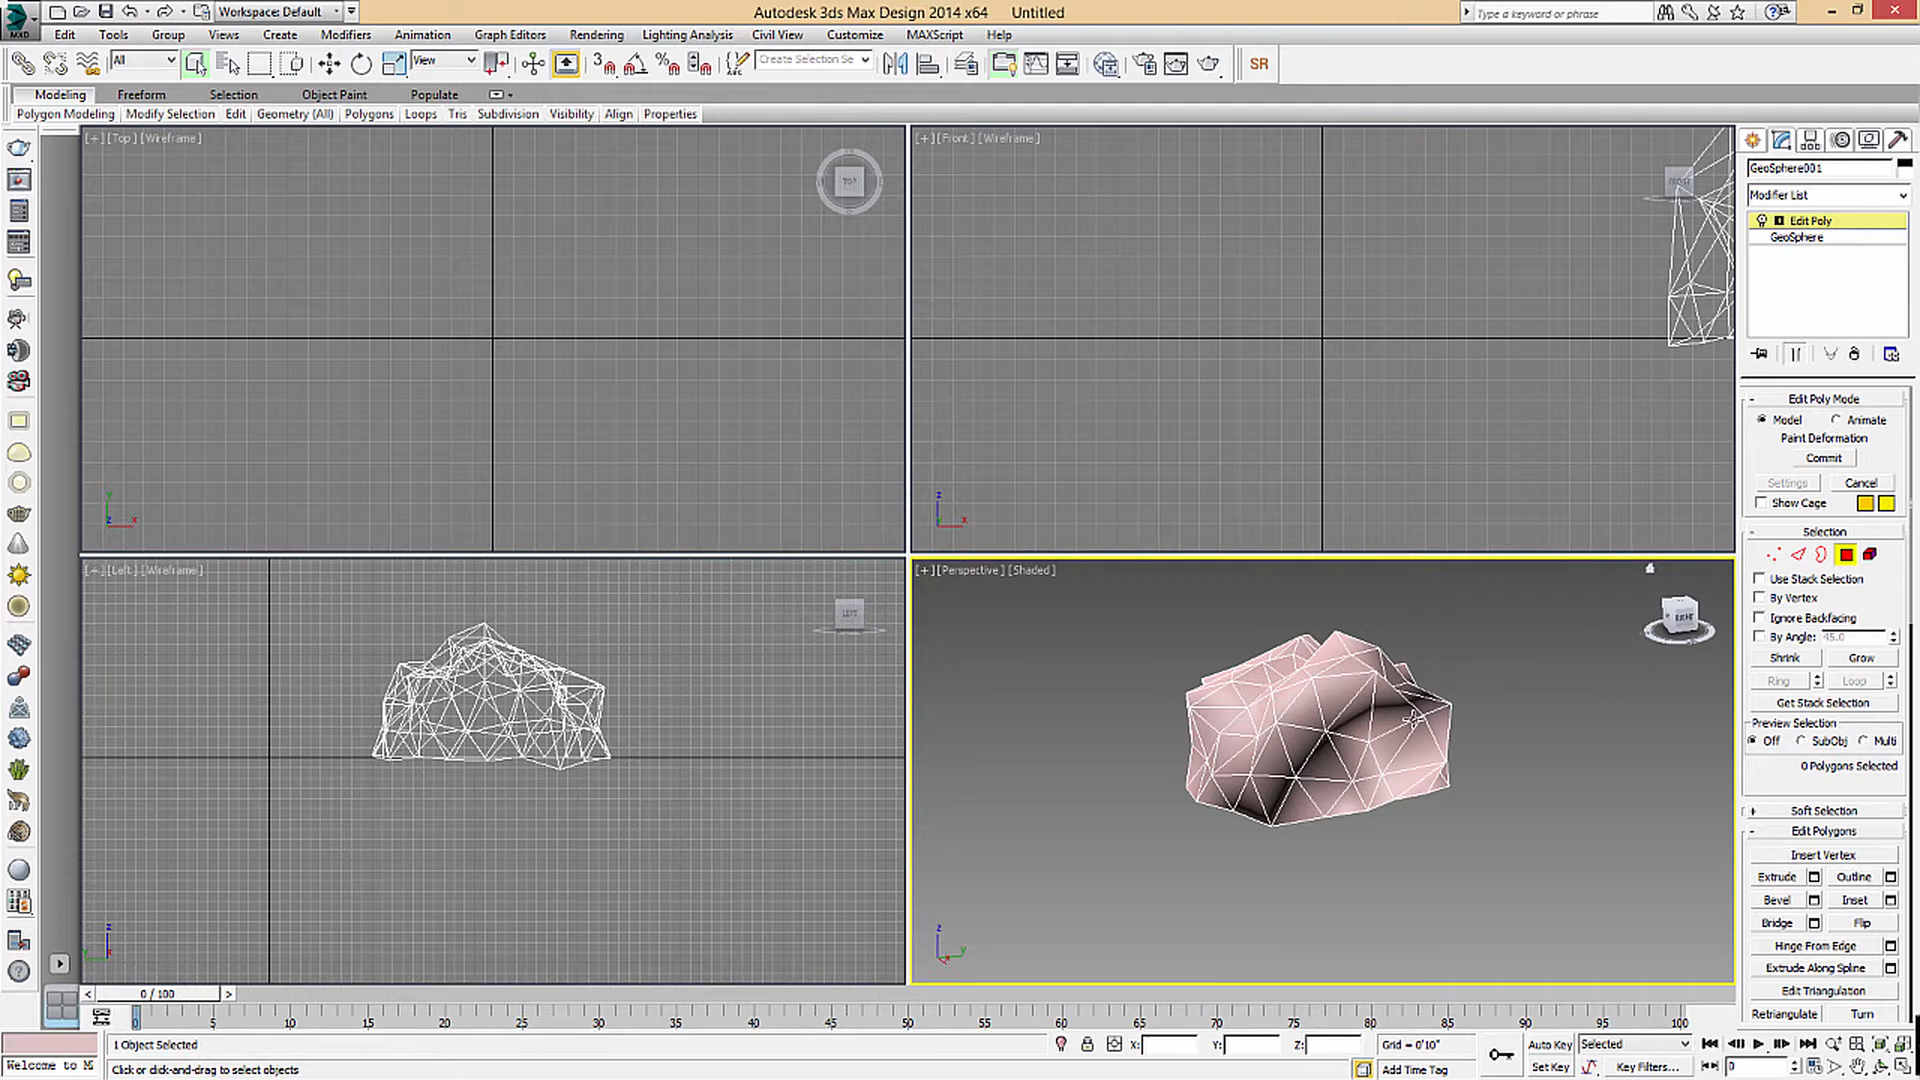 Workspace: Default
Autodesk 3ds Max Design 2014 x64 Untitled
Type a keyword or phrase
MXD
Edit Tools Group Views Create Modifiers Animation Graph Editors Rendering Lighting Analysis Civil View Customize MAXScript Help
All
View
Create Selection Se
SR
Modeling Freeform Selection Object Paint Populate
Polygon Modeling Modify Selection Edit Geometry (All) Polygons Loops Tris Subdivision Visibility Align Properties
[+] [Top] [Wireframe]
TOP
[+] [Front] [Wireframe]
FRONT
GeoSphere001
Modifier List
Edit Poly
GeoSphere
Edit Poly Mode
Model Animate
Paint Deformation
Commit
Settings Cancel
Show Cage
Selection
[+] [Left] [Wireframe]
LEFT
[+] [Perspective] [Shaded]
RIGHT
Use Stack Selection
By Vertex
Ignore Backfacing
By Angle: 45.0
Shrink Grow
Ring Loop
Get Stack Selection
Preview Selection
Off SubObj Multi
0 Polygons Selected
Soft Selection
Edit Polygons
Insert Vertex
Extrude Outline
Bevel Inset
Bridge Flip
Hinge From Edge
Extrude Along Spline
Edit Triangulation
Retriangulate Turn
0 / 100
0 5 10 15 20 25 30 35 40 45 50 55 60 65 70 75 80 85 90 95 100
1 Object Selected
X: Y: Z:
Grid = 0'10"
Auto Key Selected
Welcome to M
Click or click-and-drag to select objects
Add Time Tag
Set Key Key Filters...
0